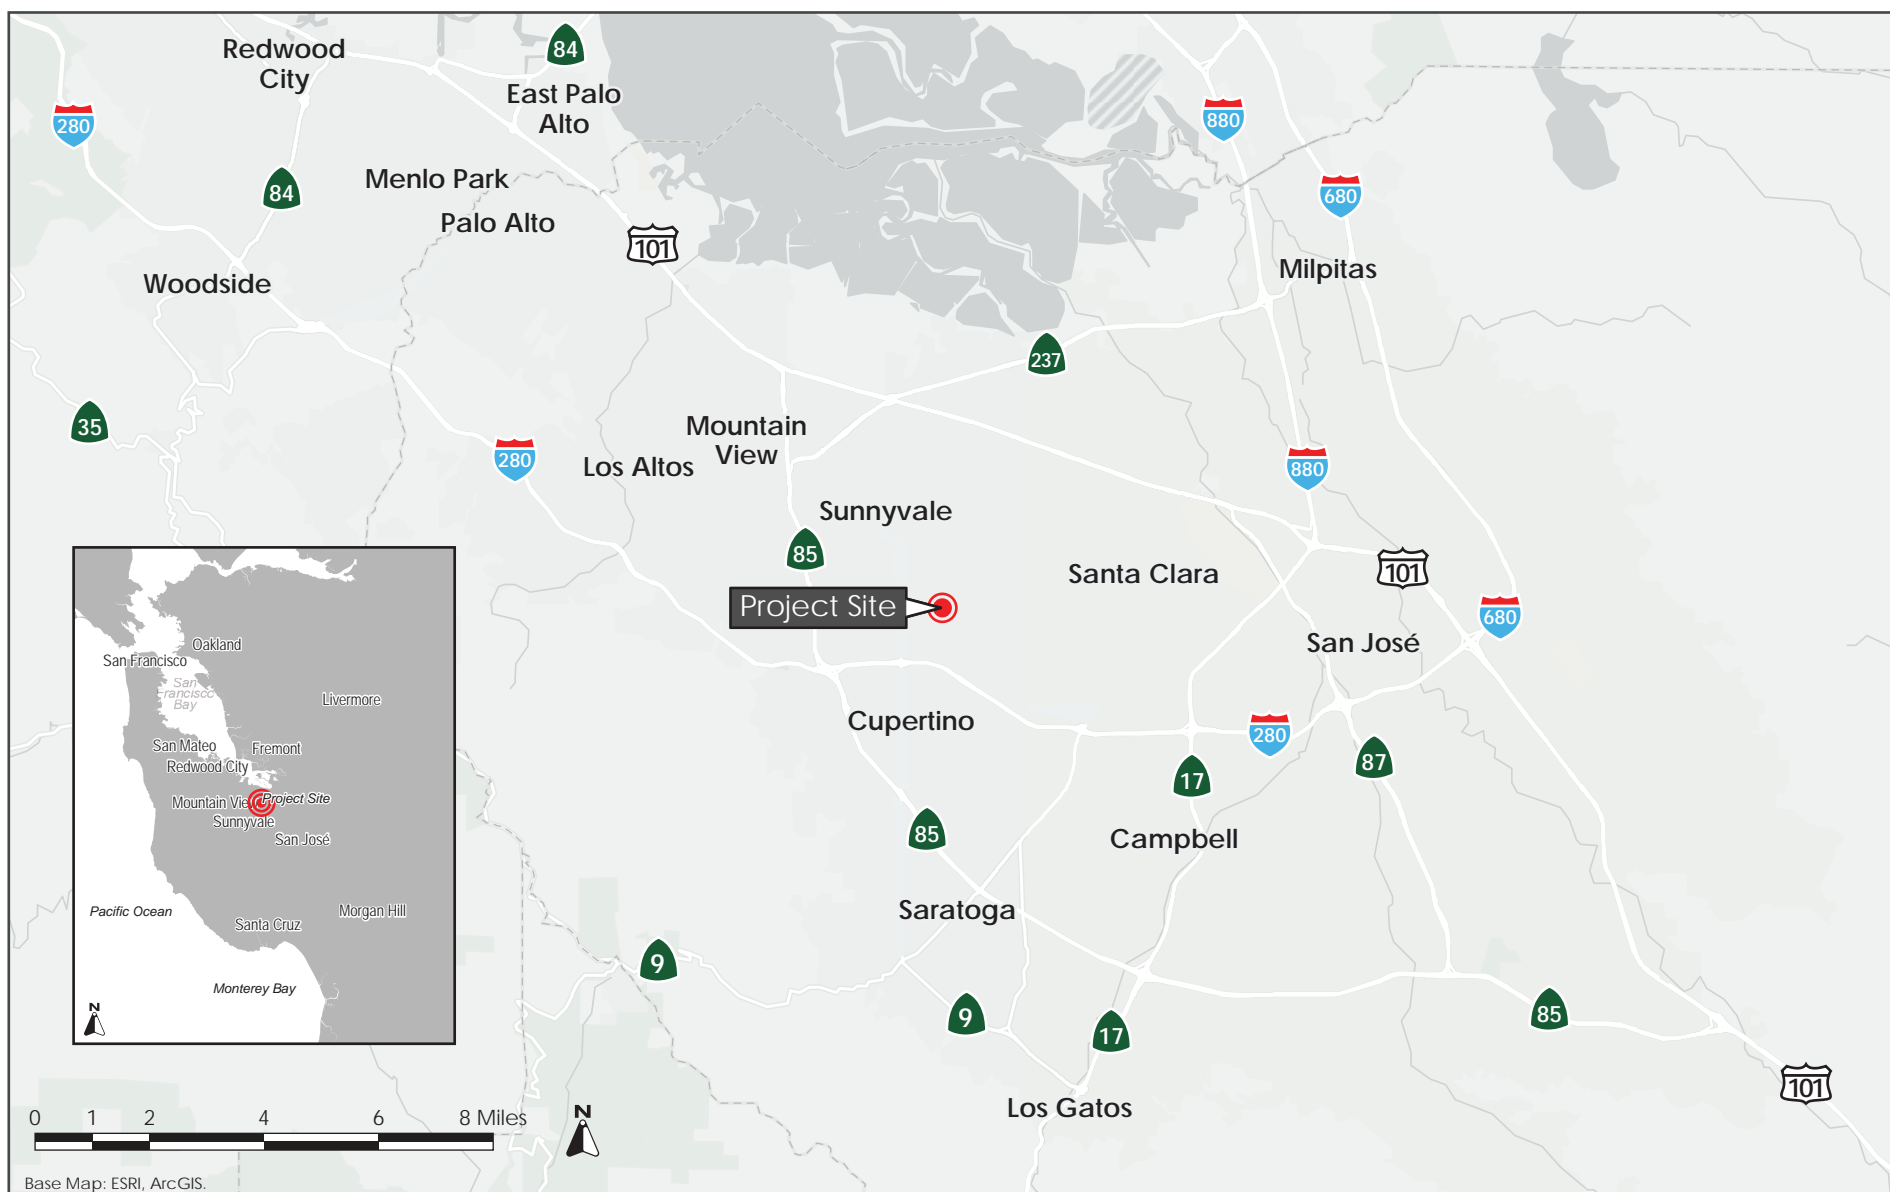 Redwood
City
84
East Palo
Alto
280
880
84
Menlo Park
680
Palo Alto
101
Milpitas
Woodside
237
35
Mountain
View
280
Los Altos
880
Sunnyvale
85
101
Santa Clara
Project Site
680
San José
Cupertino
280
87
17
85
Campbell
Saratoga
9
9
17
85
Los Gatos
101
Oakland
San Francisco
San
Francisco
Bay
Livermore
San Mateo
Fremont
Redwood City
Project Site
Mountain Vie
Sunnyvale
San José
Pacific Ocean
Morgan Hill
Santa Cruz
Monterey Bay
N
0 1 2 4 6 8 Miles
N
Base Map: ESRI, ArcGIS.